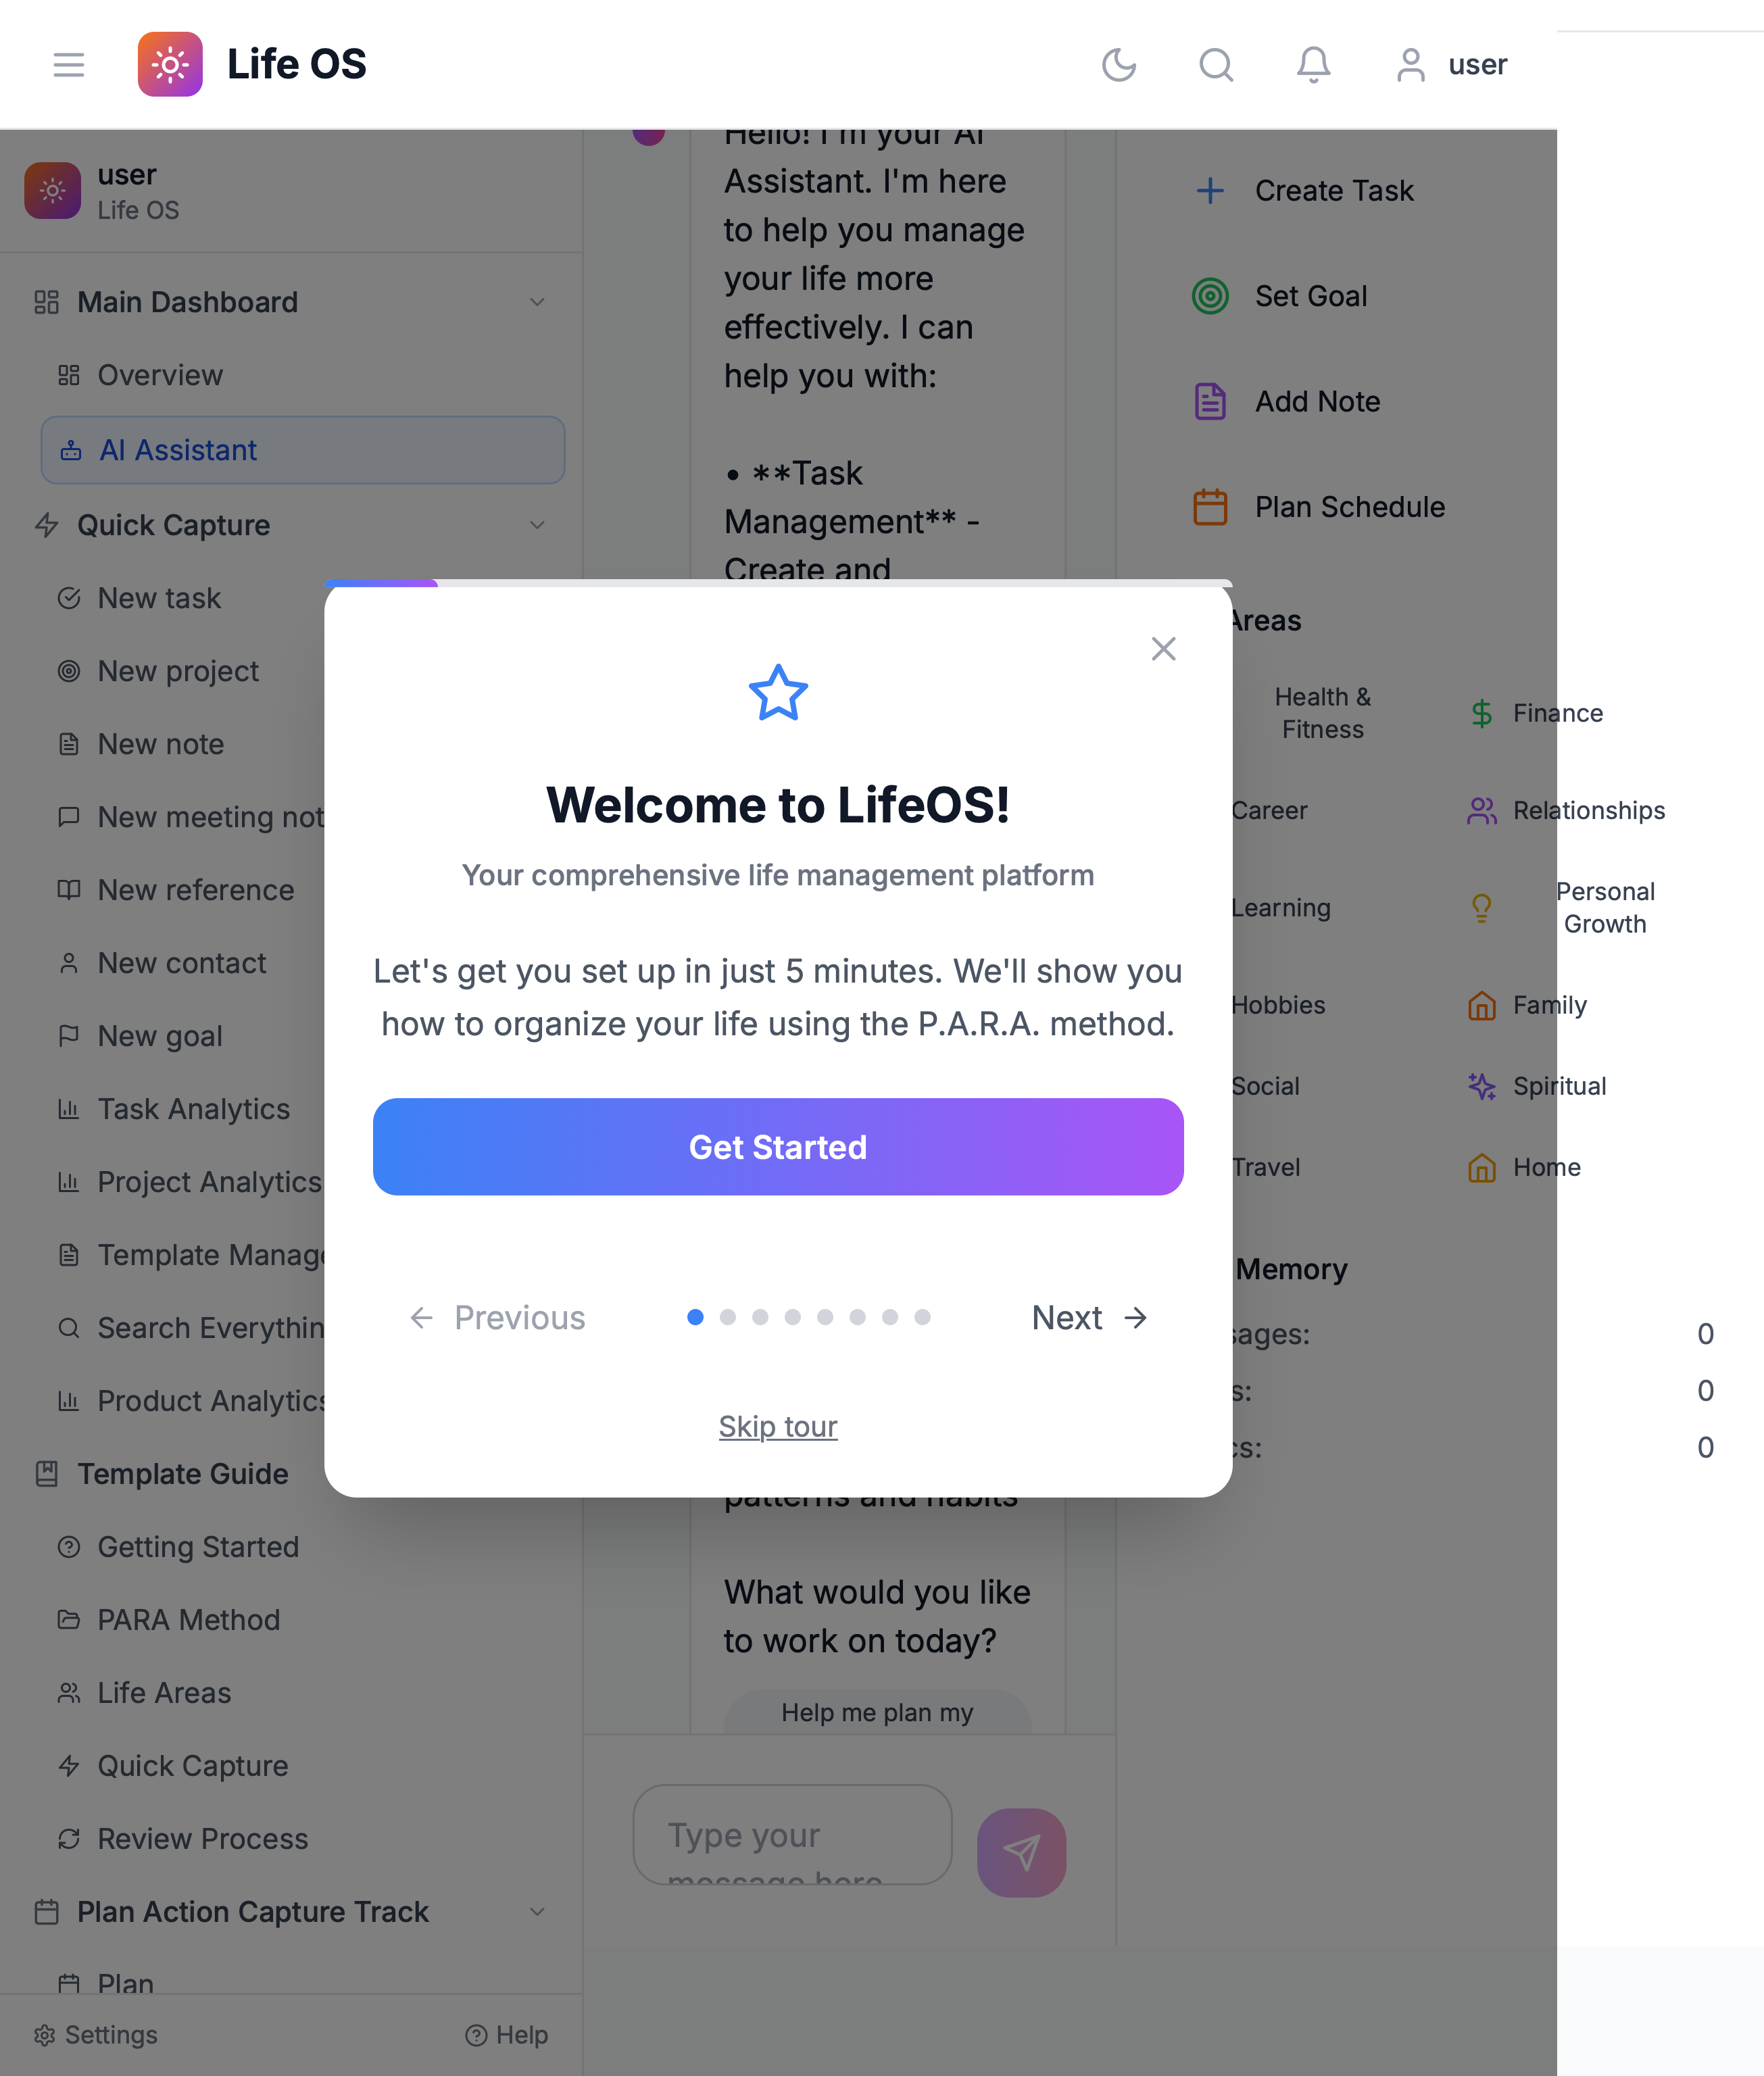 Life OS
user
user
Life OS
Main Dashboard
Overview
AI Assistant
Quick Capture
New task
New project
New note
New meeting not
New reference
New contact
New goal
Task Analytics
Project Analytics
Template Manage
Search Everythin
Product Analytics
Template Guide
Getting Started
PARA Method
Life Areas
Quick Capture
Review Process
Plan Action Capture Track
Plan
Settings
Help
Hello! I'm your AI
Assistant. I'm here
to help you manage
your life more
effectively. I can
help you with:
• **Task
Management** -
Create and
Welcome to LifeOS!
Your comprehensive life management platform
Let's get you set up in just 5 minutes. We'll show you
how to organize your life using the P.A.R.A. method.
Get Started
Previous
Next
Skip tour
patterns and habits
What would you like
to work on today?
Help me plan my
Type your
message here
Create Task
Set Goal
Add Note
Plan Schedule
Areas
Health &
Fitness
Finance
Career
Relationships
Learning
Personal
Growth
Hobbies
Family
Social
Spiritual
Travel
Home
Memory
sages:
0
s:
0
cs:
0